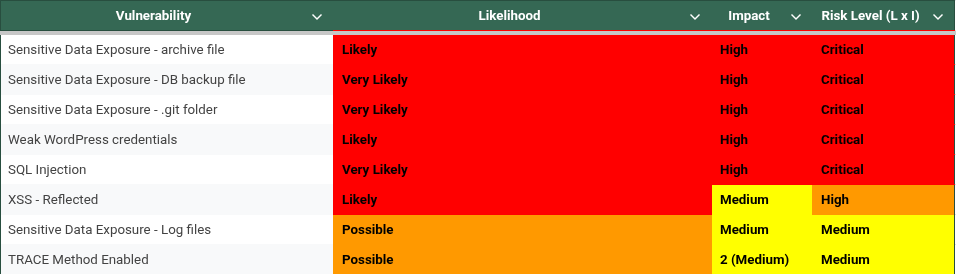 Vulnerability Likelihood Impact Risk Level (L x I)
Sensitive Data Exposure - archive file Likely High Critical
Sensitive Data Exposure - DB backup file Very Likely High Critical
Sensitive Data Exposure - .git folder Very Likely High Critical
Weak WordPress credentials Likely High Critical
SQL Injection Very Likely High Critical
XSS - Reflected Likely Medium High
Sensitive Data Exposure - Log files Possible Medium Medium
TRACE Method Enabled Possible 2 (Medium) Medium